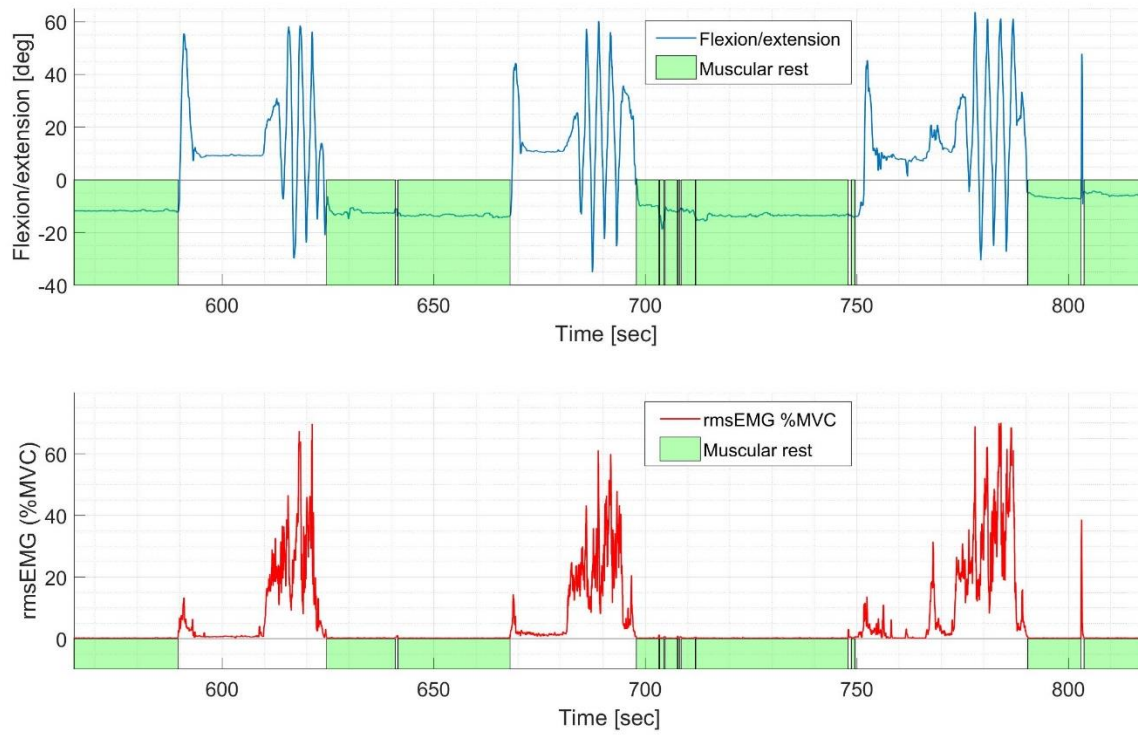 60
40
20
0
-20
-40
Flexion/extension [deg]
Flexion/extension
Muscular rest
600 650 700 750 800
Time [sec]
60
40
20
0
rmsEMG (%MVC)
rmsEMG %MVC
Muscular rest
600 650 700 750 800
Time [sec]